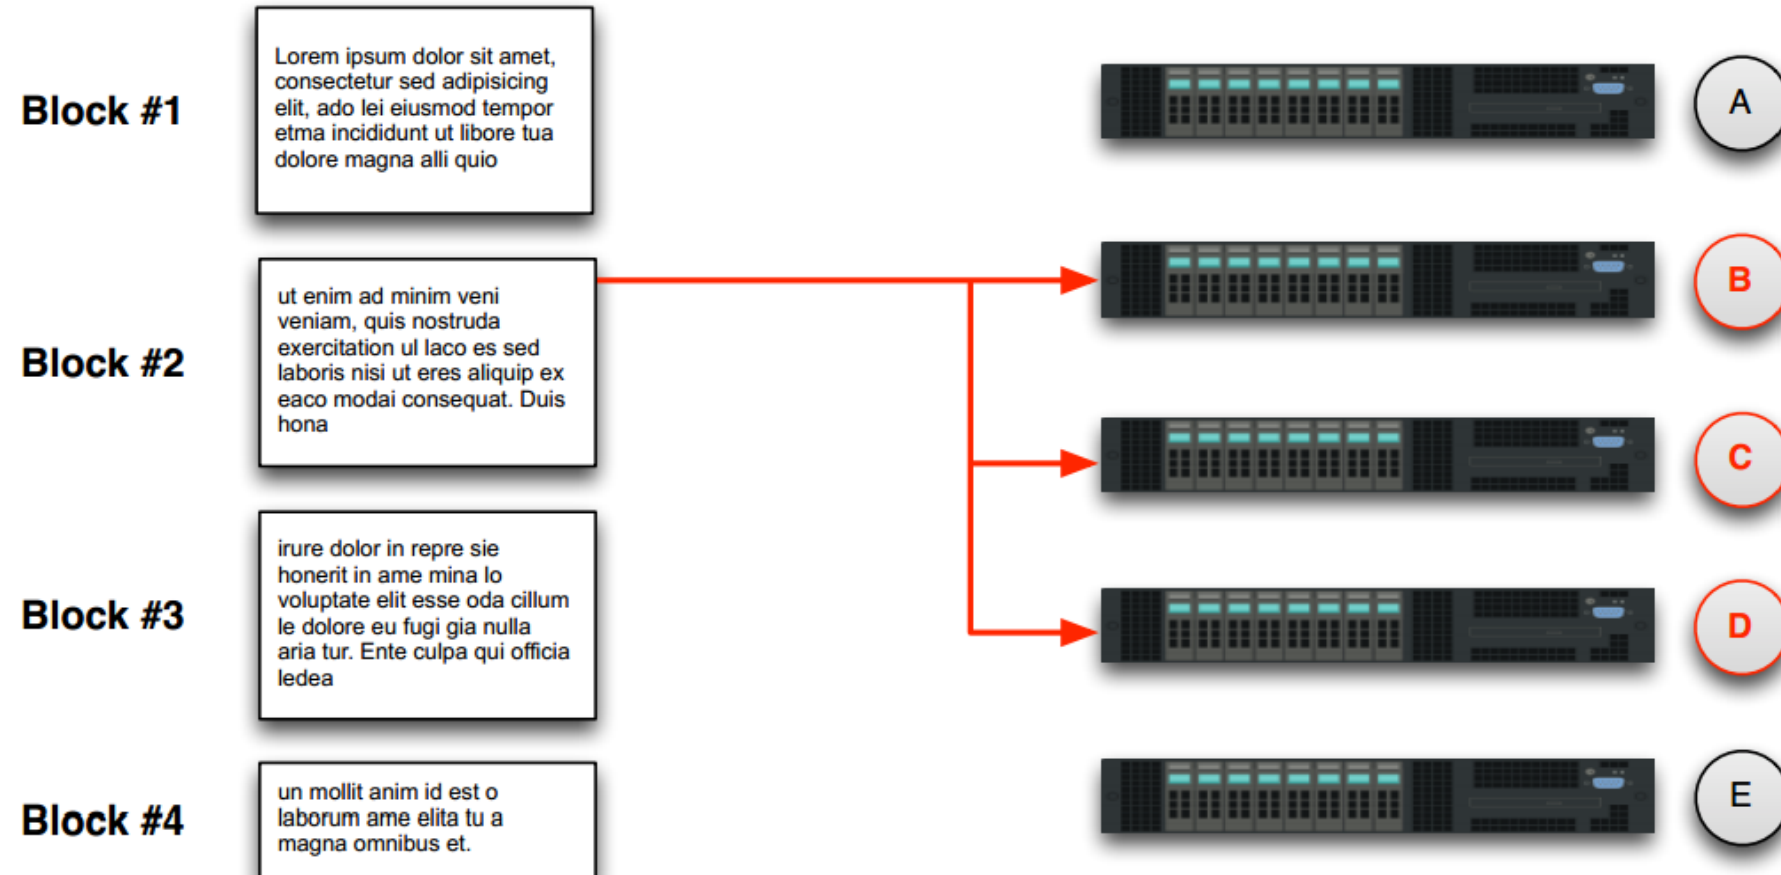 Block #1
Lorem ipsum dolor sit amet,
consectetur sed adipisicing
elit, ado lei eiusmod tempor
etma incididunt ut libore tua
dolore magna alli quio
A
Block #2
ut enim ad minim veni
veniam, quis nostruda
exercitation ul laco es sed
laboris nisi ut eres aliquip ex
eaco modai consequat. Duis
hona
B
C
Block #3
irure dolor in repre sie
honerit in ame mina lo
voluptate elit esse oda cillum
le dolore eu fugi gia nulla
aria tur. Ente culpa qui officia
ledea
D
Block #4
un mollit anim id est o
laborum ame elita tu a
magna omnibus et.
E